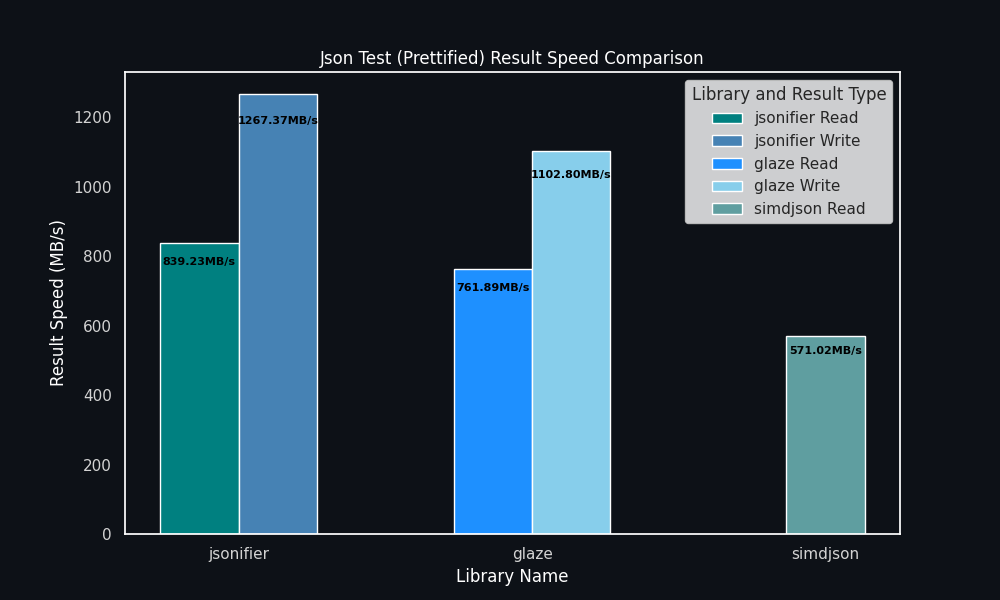 Json Test (Prettified) Result Speed Comparison
Library and Result Type
jsonifier Read
jsonifier Write
glaze Read
glaze Write
simdjson Read
Result Speed (MB/s)
1200
1000
800
600
400
200
0
839.23MB/s
1267.37MB/s
761.89MB/s
1102.80MB/s
571.02MB/s
jsonifier
glaze
simdjson
Library Name